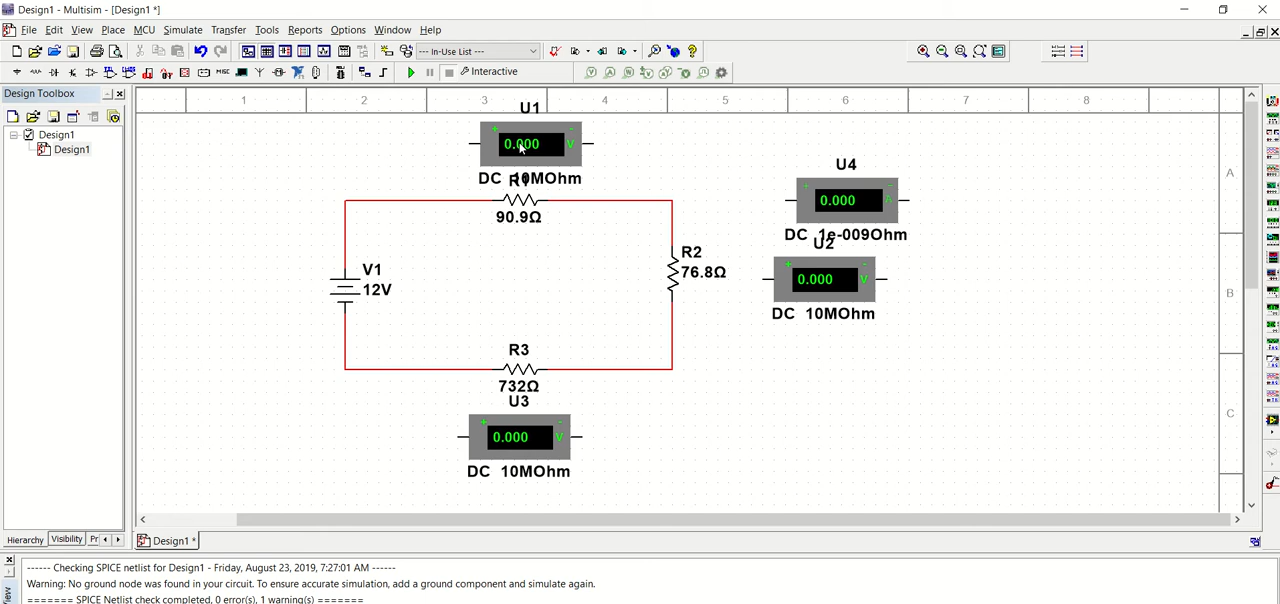 Design1 - Multisim - [Design1 *]
File Edit View Place MCU Simulate Transfer Tools Reports Options Window Help
--- In-Use List ---
MISC
Interactive
Design Toolbox
Design1
Design1
1 2 3 4 5 6 7 8
A
B
C
U1
+ 0.000 - V
DC 10MOhm
R1
90.9Ω
V1
12V
R2
76.8Ω
R3
732Ω
U3
+ 0.000 - V
DC 10MOhm
U4
+ 0.000 - A
DC 1e-009Ohm
U2
+ 0.000 - V
DC 10MOhm
Hierarchy Visibility Pr
Design1 *
------ Checking SPICE netlist for Design1 - Friday, August 23, 2019, 7:27:01 AM ------
Warning: No ground node was found in your circuit. To ensure accurate simulation, add a ground component and simulate again.
======= SPICE Netlist check completed, 0 error(s), 1 warning(s) =======